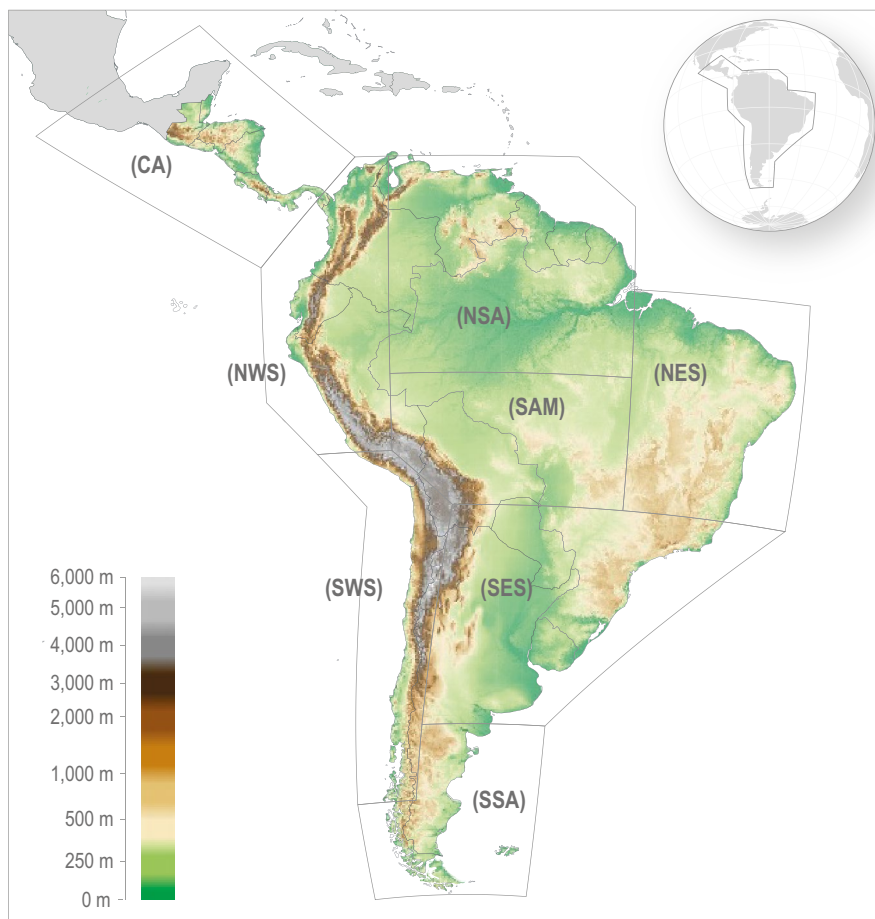 (CA)
(NSA)
(NWS)
(NES)
(SAM)
(SWS)
(SES)
(SSA)
6,000 m
5,000 m
4,000 m
3,000 m
2,000 m
1,000 m
500 m
250 m
0 m